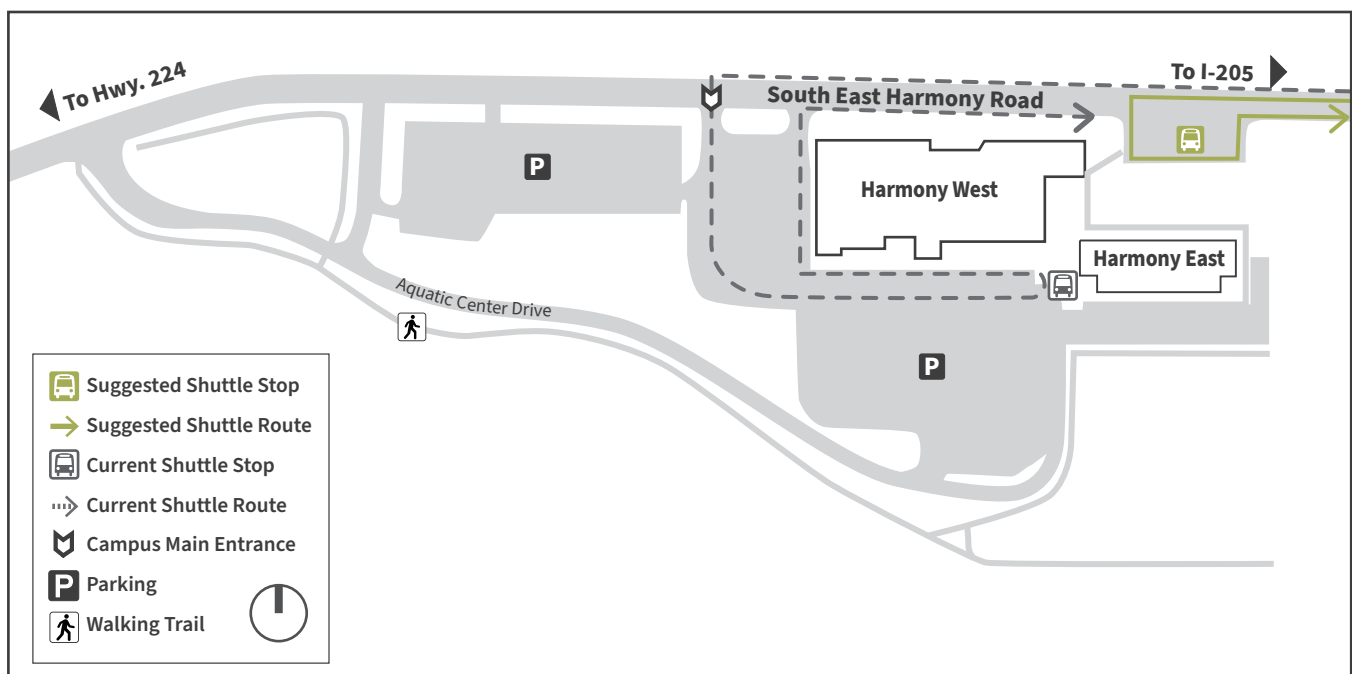 To Hwy. 224
To I-205
South East Harmony Road
P
Harmony West
Harmony East
Aquatic Center Drive
P
Suggested Shuttle Stop
Suggested Shuttle Route
Current Shuttle Stop
Current Shuttle Route
Campus Main Entrance
P Parking
Walking Trail